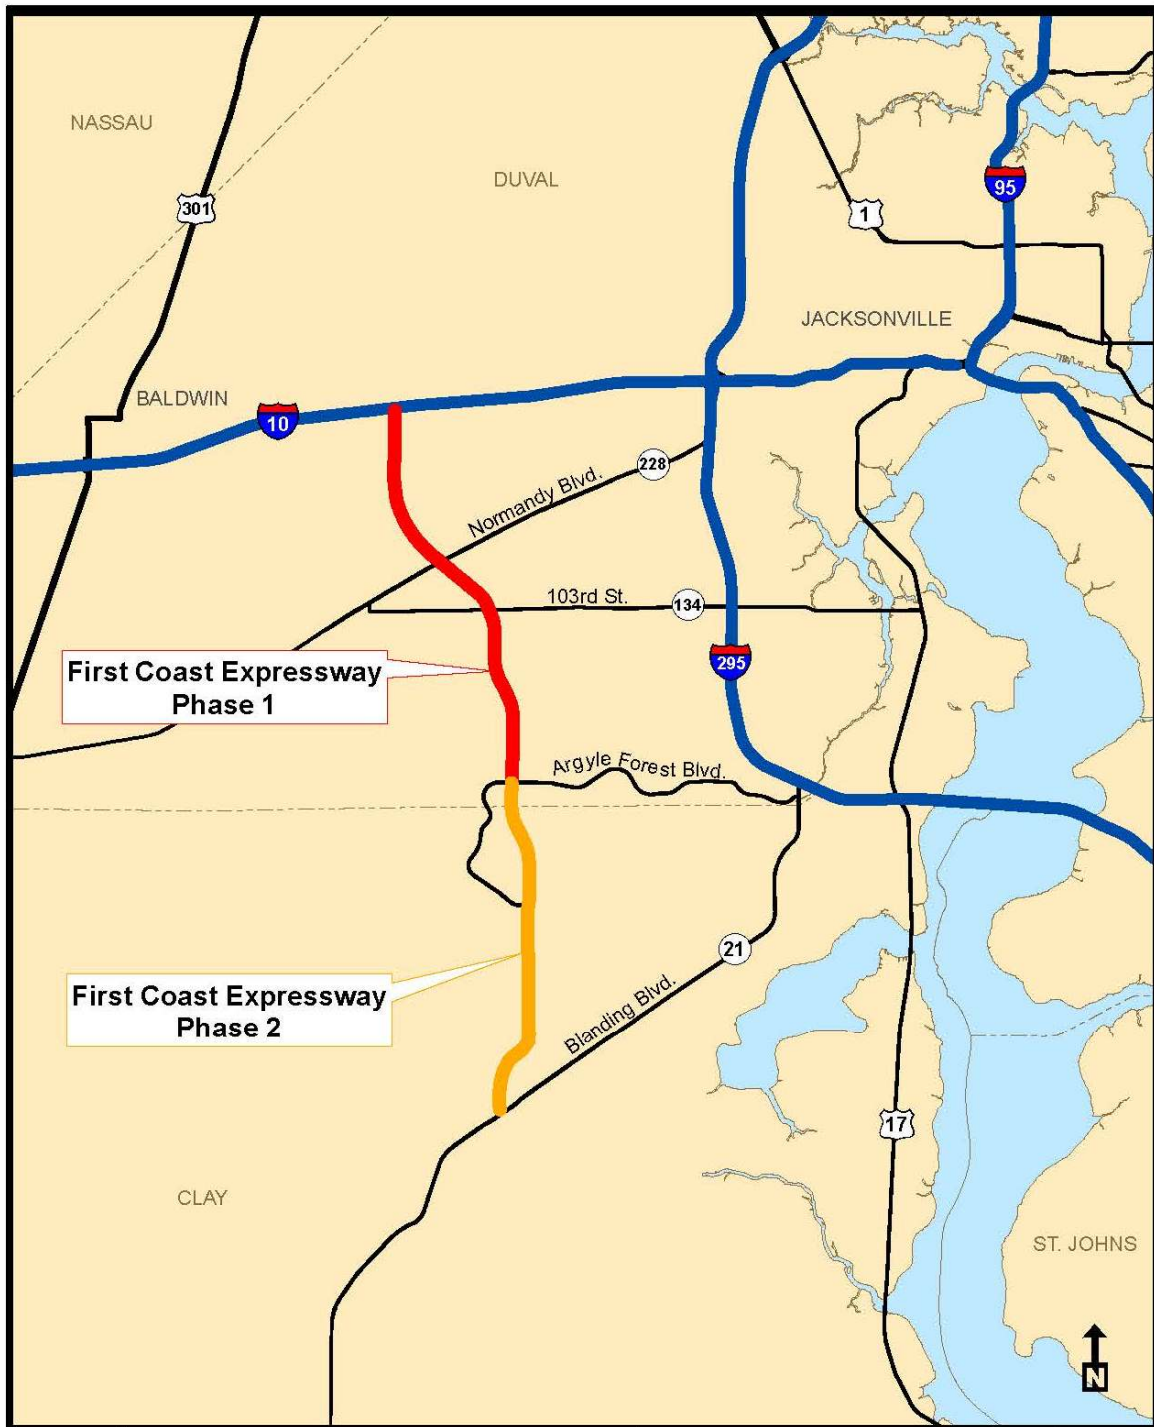 NASSAU
DUVAL
95
301
1
JACKSONVILLE
BALDWIN
10
228
Normandy Blvd.
103rd St.
134
295
First Coast Expressway
Phase 1
Argyle Forest Blvd.
21
First Coast Expressway
Phase 2
Blanding Blvd.
17
CLAY
ST. JOHNS
N